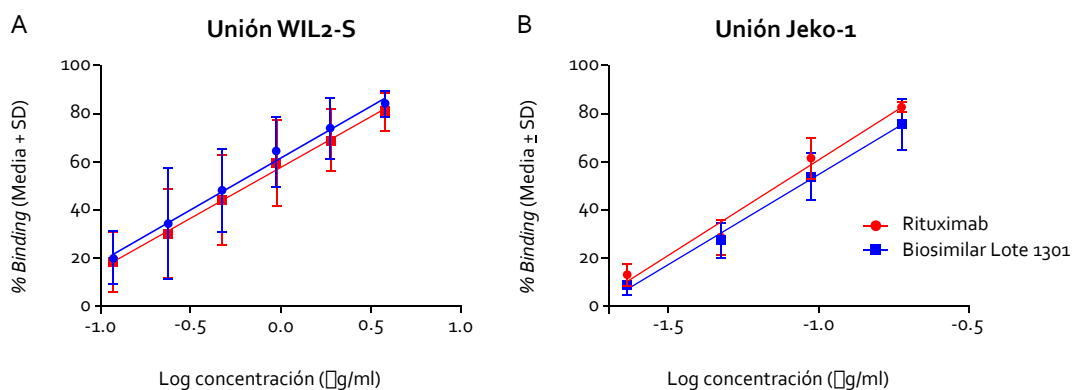 A
Unión WIL2-S
% Binding (Media + SD)
100
80
60
40
20
0
-1.0
-0.5
0.0
0.5
1.0
Log concentración (□g/ml)
B
Unión Jeko-1
% Binding (Media ± SD)
100
80
60
40
20
0
-1.5
-1.0
-0.5
Log concentración (□g/ml)
Rituximab
Biosimilar Lote 1301